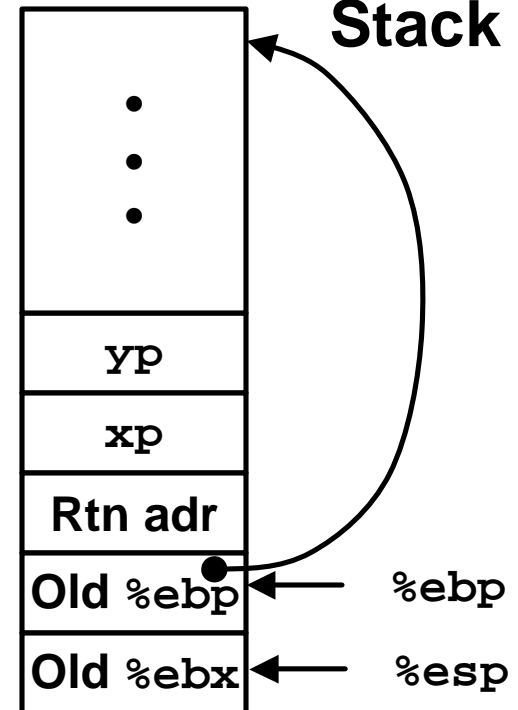 Stack
yp
xp
Rtn adr
Old %ebp
%ebp
Old %ebx
%esp